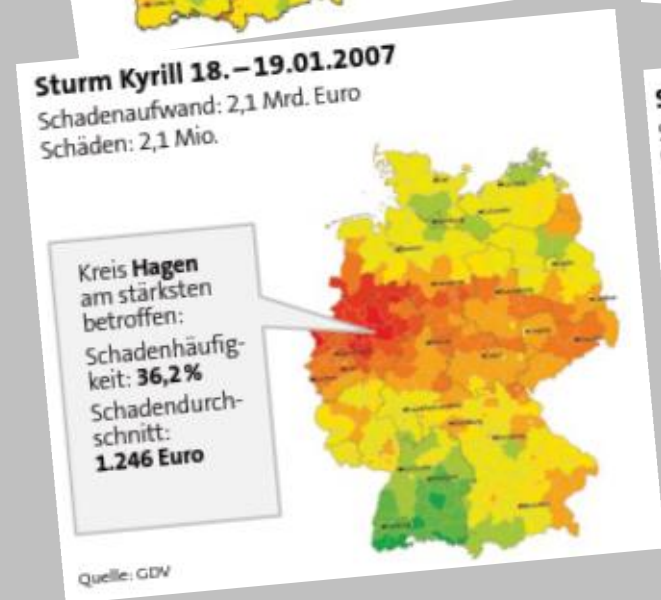 Sturm Kyrill 18.–19.01.2007
Schadenaufwand: 2,1 Mrd. Euro
Schäden: 2,1 Mio.
Kreis Hagen
am stärksten
betroffen:
Schadenhäufig-
keit: 36,2%
Schadendurch-
schnitt:
1.246 Euro
Quelle: GDV